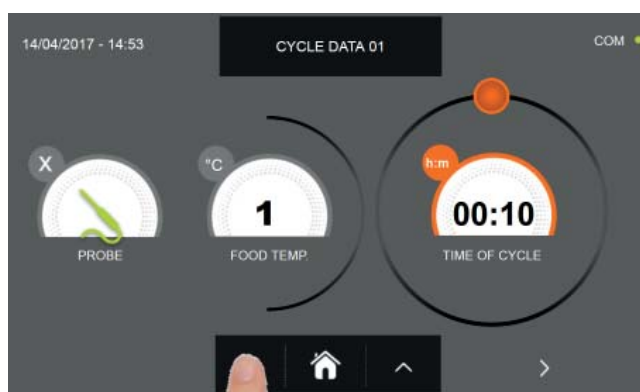 14/04/2017 - 14:53
CYCLE DATA 01
COM
X
°C
h:m
1
00:10
PROBE
FOOD TEMP.
TIME OF CYCLE